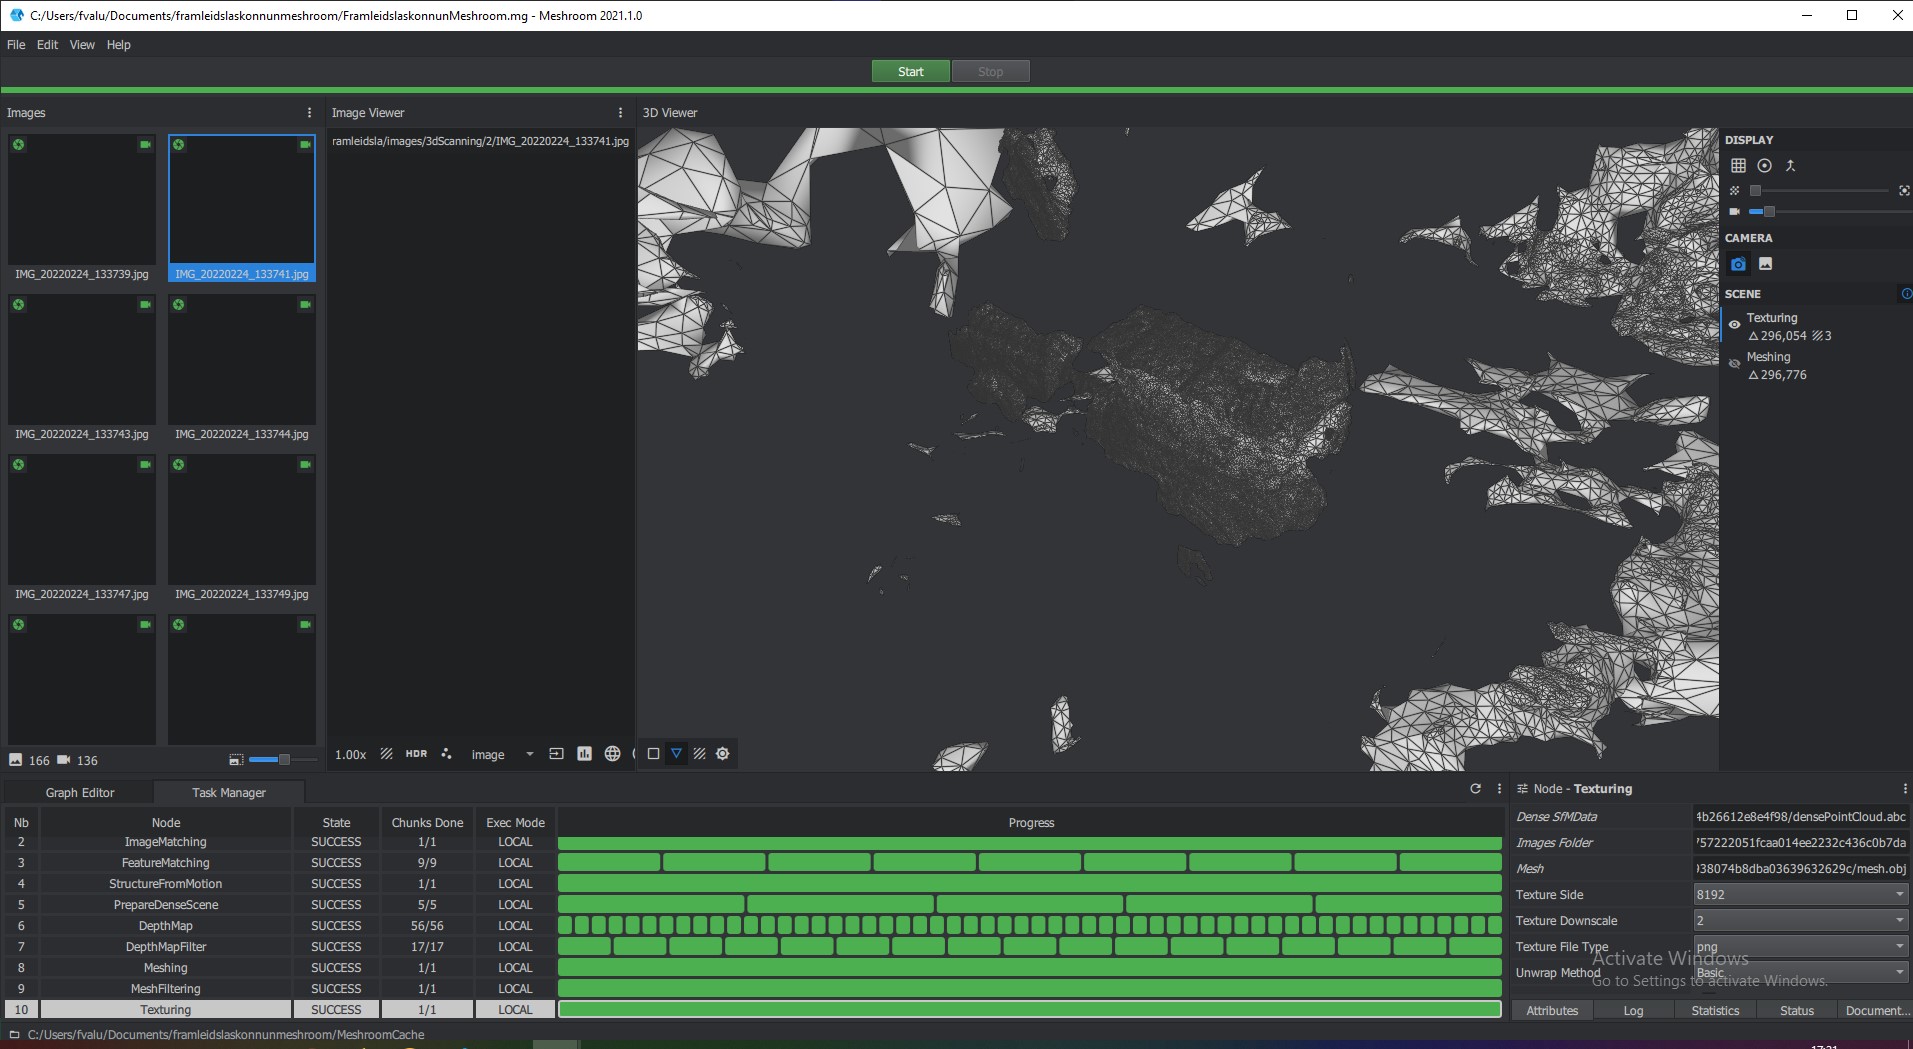 C:/Users/fvalu/Documents/framleidslaskonnunmeshroom/FramleidslaskonnunMeshroom.mg - Meshroom 2021.1.0
File Edit View Help
Start Stop
Images
Image Viewer
3D Viewer
ramleidsla/images/3dScanning/2/IMG_20220224_133741.jpg
IMG_20220224_133739.jpg
IMG_20220224_133741.jpg
IMG_20220224_133743.jpg
IMG_20220224_133744.jpg
IMG_20220224_133747.jpg
IMG_20220224_133749.jpg
166 136
1.00x HDR image
DISPLAY
CAMERA
SCENE
Texturing
296,054 3
Meshing
296,776
Graph Editor Task Manager
Nb Node State Chunks Done Exec Mode Progress
2 ImageMatching SUCCESS 1/1 LOCAL
3 FeatureMatching SUCCESS 9/9 LOCAL
4 StructureFromMotion SUCCESS 1/1 LOCAL
5 PrepareDenseScene SUCCESS 5/5 LOCAL
6 DepthMap SUCCESS 56/56 LOCAL
7 DepthMapFilter SUCCESS 17/17 LOCAL
8 Meshing SUCCESS 1/1 LOCAL
9 MeshFiltering SUCCESS 1/1 LOCAL
10 Texturing SUCCESS 1/1 LOCAL
Node - Texturing
Dense SfMData 4b26612e8e4f98/densePointCloud.abc
Images Folder 757222051fcaa014ee2232c436c0b7da
Mesh 38074b8dba03639632629c/mesh.obj
Texture Side 8192
Texture Downscale 2
Texture File Type png
Unwrap Method Basic
Activate Windows
Go to Settings to activate Windows.
Attributes Log Statistics Status Document...
C:/Users/fvalu/Documents/framleidslaskonnunmeshroom/MeshroomCache